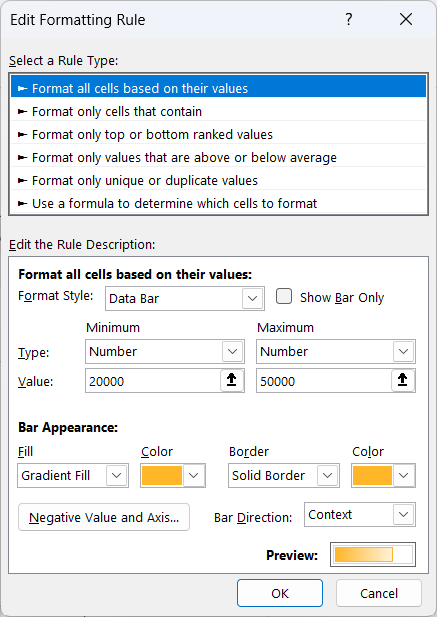 Edit Formatting Rule ?
Select a Rule Type:
► Format all cells based on their values
► Format only cells that contain
► Format only top or bottom ranked values
► Format only values that are above or below average
► Format only unique or duplicate values
► Use a formula to determine which cells to format
Edit the Rule Description:
Format all cells based on their values:
Format Style: Data Bar Show Bar Only
Minimum Maximum
Type: Number Number
Value: 20000 50000
Bar Appearance:
Fill Color Border Color
Gradient Fill Solid Border
Negative Value and Axis... Bar Direction: Context
Preview:
OK Cancel